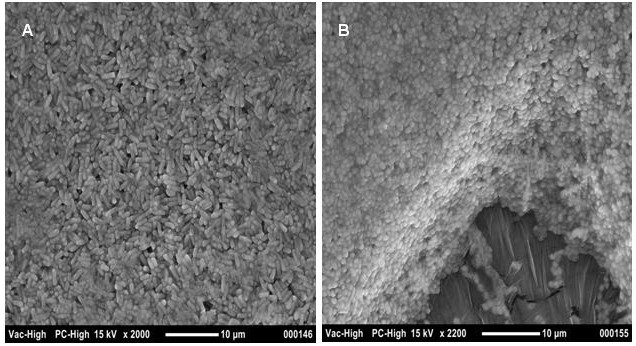 A
Vac-High PC-High 15 kV x 2000 10 µm 000146
B
Vac-High PC-High 15 kV x 2200 10 µm 000155